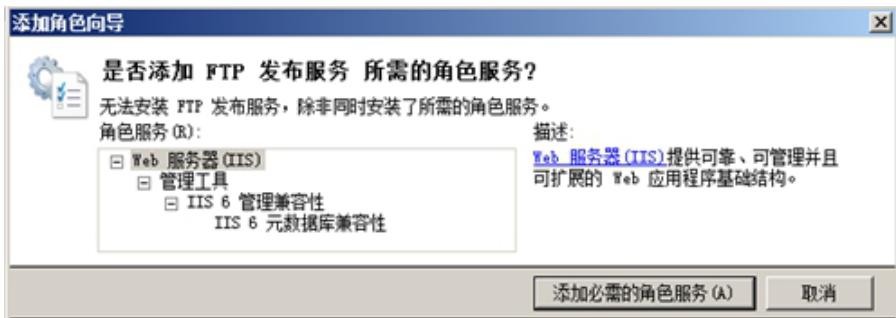 添加角色向导
是否添加 FTP 发布服务 所需的角色服务?
无法安装 FTP 发布服务，除非同时安装了所需的角色服务。
角色服务(R):
Web 服务器(IIS)
管理工具
IIS 6 管理兼容性
IIS 6 元数据库兼容性
描述:
Web 服务器(IIS)提供可靠、可管理并且
可扩展的 Web 应用程序基础结构。
添加必需的角色服务(A)
取消